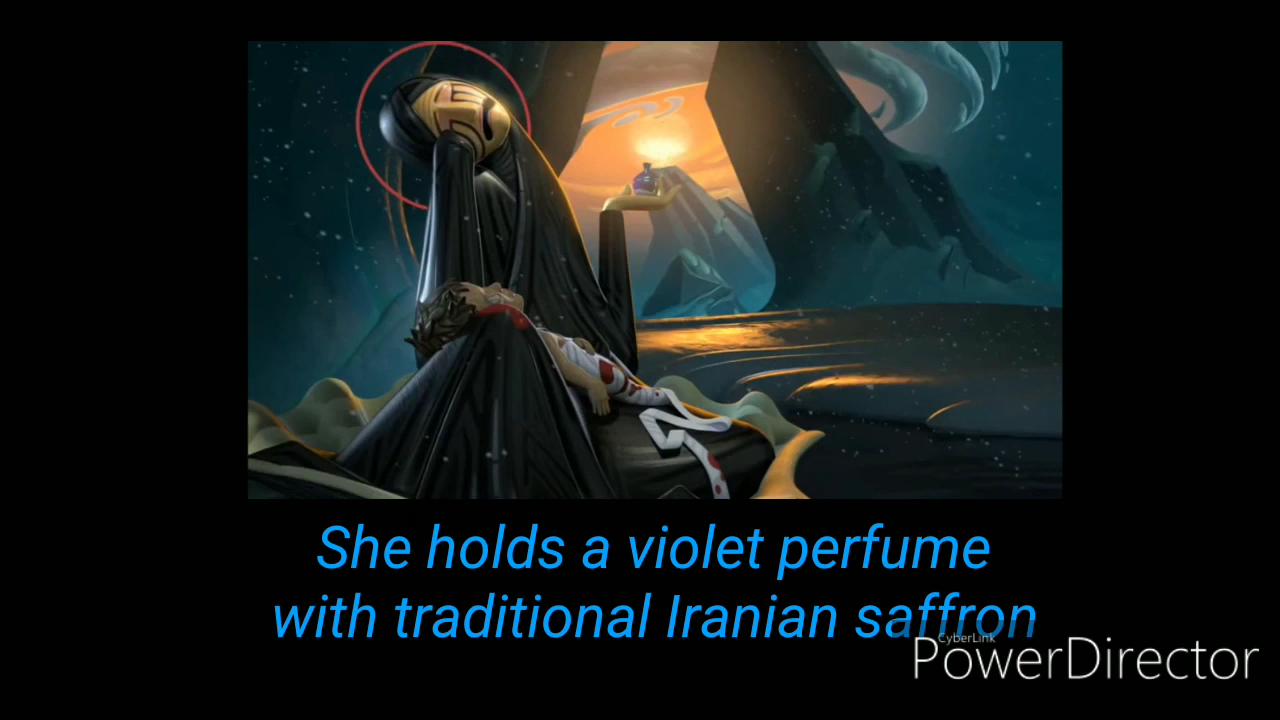 She holds a violet perfume
with traditional Iranian saffron
CyberLink
PowerDirector